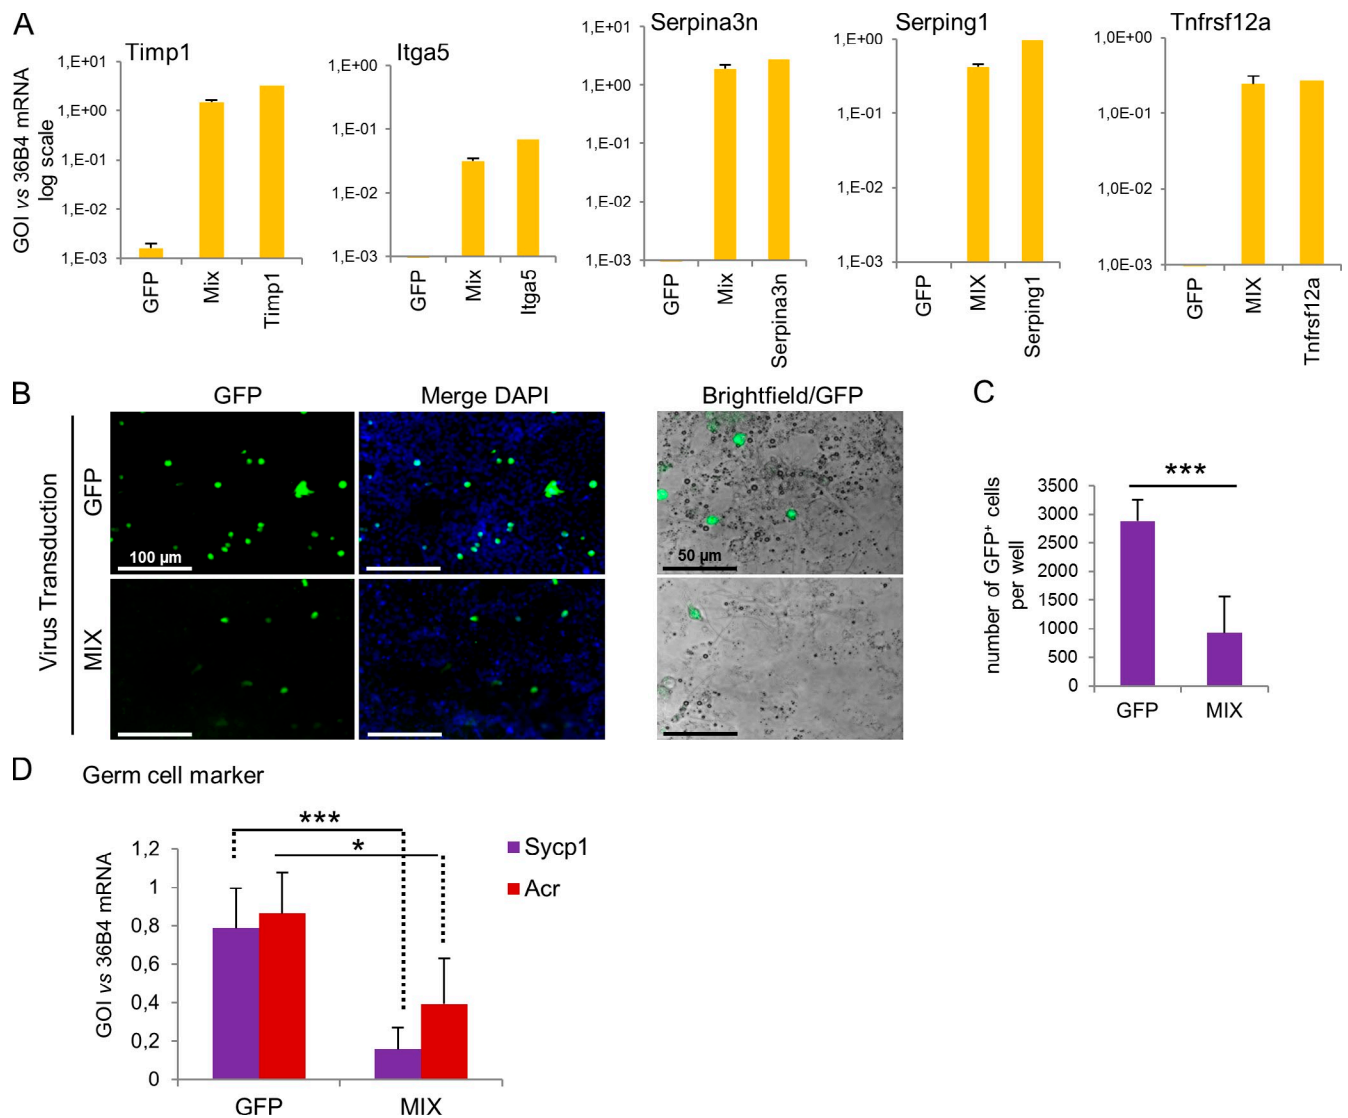 A
Timp1
Itga5
Serpina3n
Serping1
Tnfrsf12a
GOI vs 36B4 mRNA
log scale
1,E+01
1,E+00
1,E-01
1,E-02
1,E-03
GFP
Mix
Timp1
1,E+00
1,E-01
1,E-02
1,E-03
GFP
Mix
Itga5
1,E+01
1,E+00
1,E-01
1,E-02
1,E-03
GFP
Mix
Serpina3n
1,E+00
1,E-01
1,E-02
1,E-03
GFP
MIX
Serping1
1,0E+00
1,0E-01
1,0E-02
1,0E-03
GFP
MIX
Tnfrsf12a
B
GFP
Merge DAPI
Brightfield/GFP
Virus Transduction
GFP
100 µm
50 µm
MIX
C
number of GFP+ cells
per well
***
3500
3000
2500
2000
1500
1000
500
0
GFP
MIX
D
Germ cell marker
GOI vs 36B4 mRNA
***
*
1,2
1
0,8
0,6
0,4
0,2
0
GFP
MIX
Sycp1
Acr